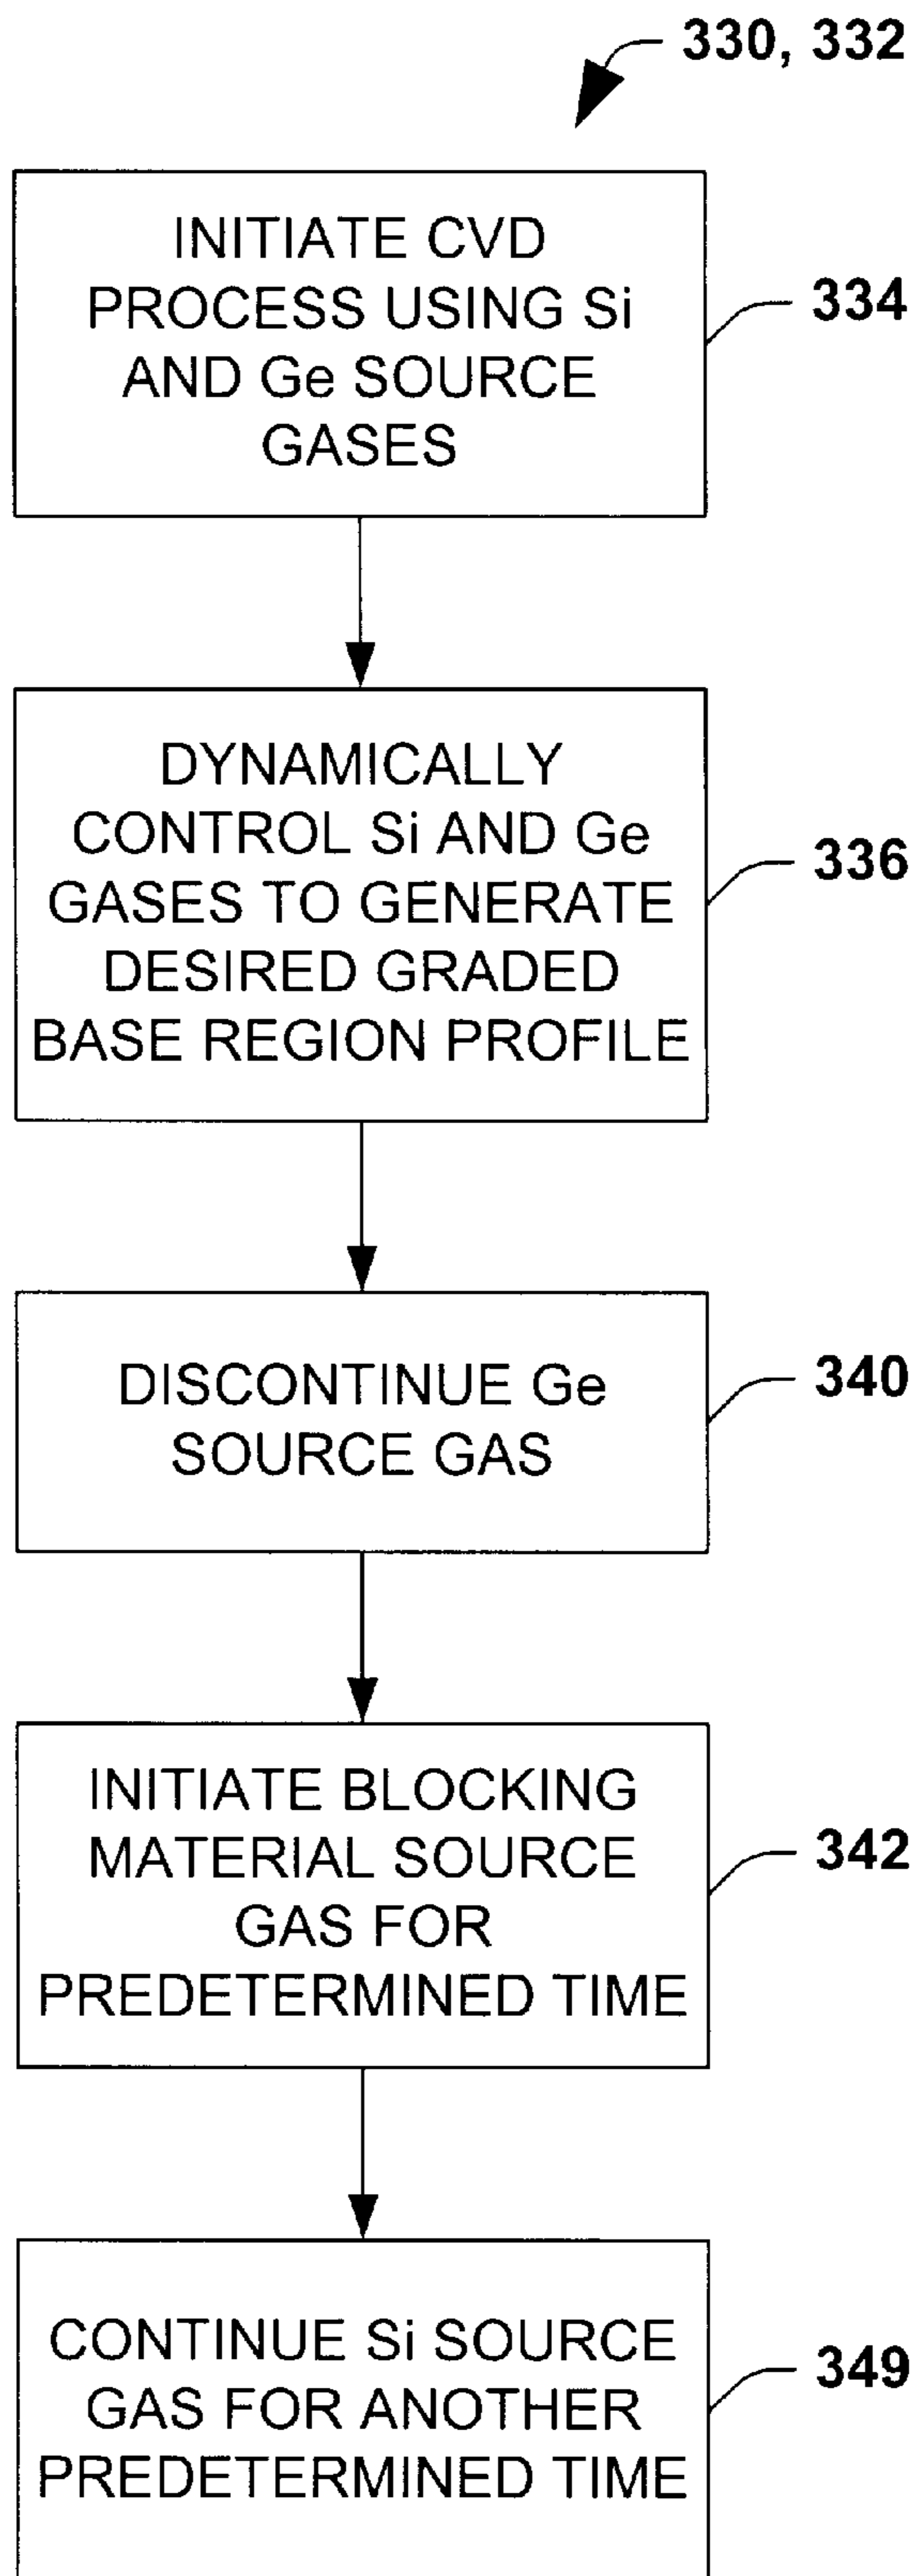 330, 332
INITIATE CVD
PROCESS USING Si
AND Ge SOURCE
GASES
334
DYNAMICALLY
CONTROL Si AND Ge
GASES TO GENERATE
DESIRED GRADED
BASE REGION PROFILE
336
DISCONTINUE Ge
SOURCE GAS
340
INITIATE BLOCKING
MATERIAL SOURCE
GAS FOR
PREDETERMINED TIME
342
CONTINUE Si SOURCE
GAS FOR ANOTHER
PREDETERMINED TIME
349